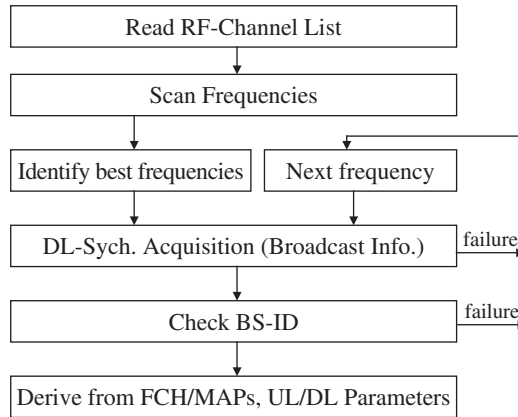 Read RF-Channel List
Scan Frequencies
Identify best frequencies
Next frequency
DL-Sych. Acquisition (Broadcast Info.)
failure
Check BS-ID
failure
Derive from FCH/MAPs, UL/DL Parameters